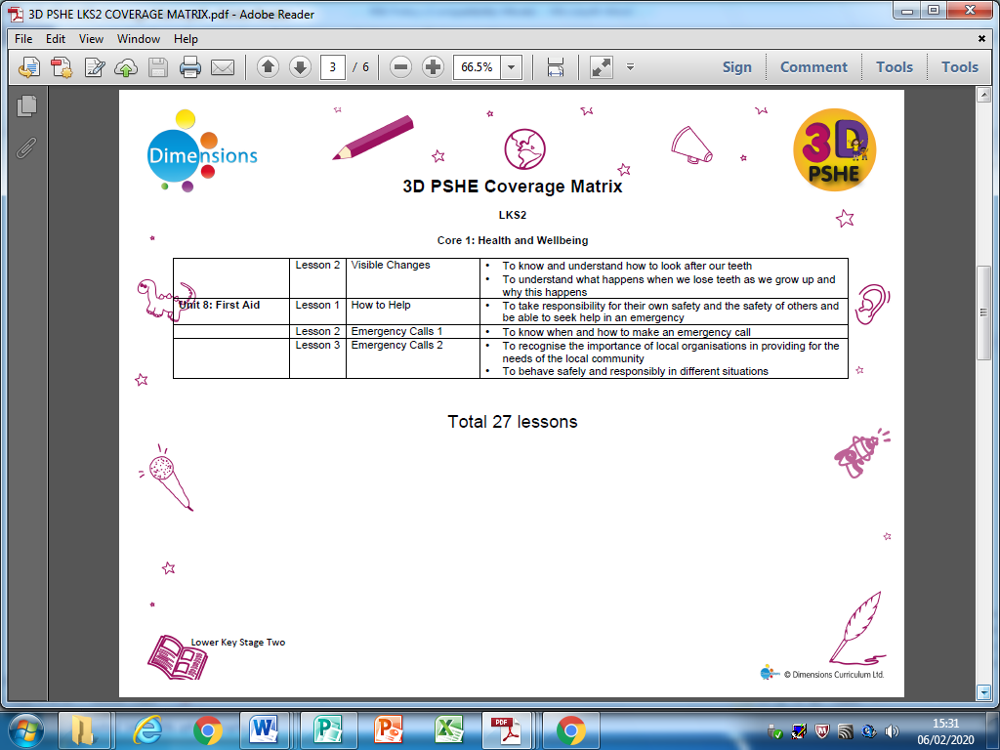 3D PSHE LKS2 COVERAGE MATRIX.pdf - Adobe Reader
File Edit View Window Help
3 / 6 66.5% Sign Comment Tools Tools
Dimensions
3D PSHE
3D PSHE Coverage Matrix
LKS2
Core 1: Health and Wellbeing
Lesson 2 Visible Changes • To know and understand how to look after our teeth
• To understand what happens when we lose teeth as we grow up and
why this happens
Unit 8: First Aid Lesson 1 How to Help • To take responsibility for their own safety and the safety of others and
be able to seek help in an emergency
Lesson 2 Emergency Calls 1 • To know when and how to make an emergency call
Lesson 3 Emergency Calls 2 • To recognise the importance of local organisations in providing for the
needs of the local community
• To behave safely and responsibly in different situations
Total 27 lessons
Lower Key Stage Two
© Dimensions Curriculum Ltd.
15:31
06/02/2020